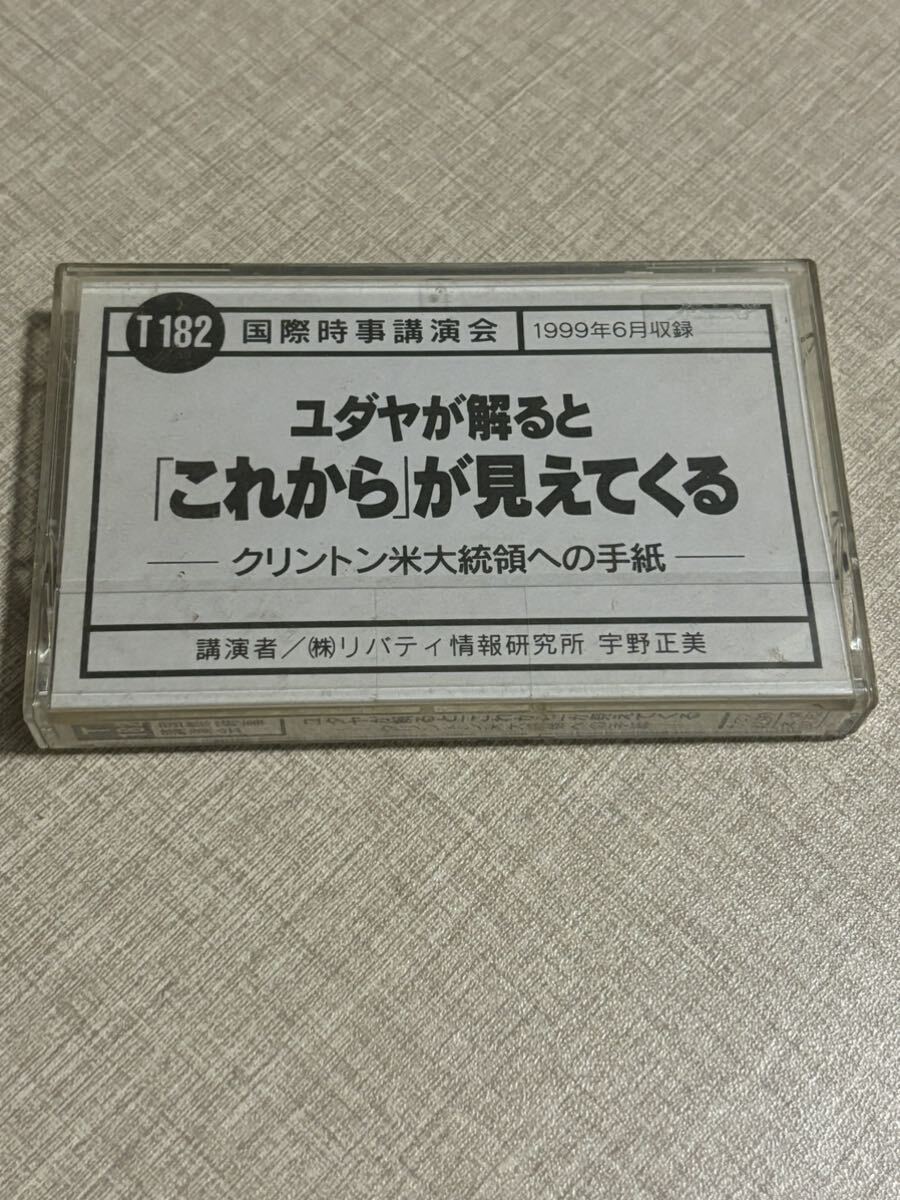 T 182
国際時事講演会
1999年6月収録
ユダヤが解ると
「これから」が見えてくる
クリントン米大統領への手紙
講演者／㈱リバティ情報研究所 宇野正美